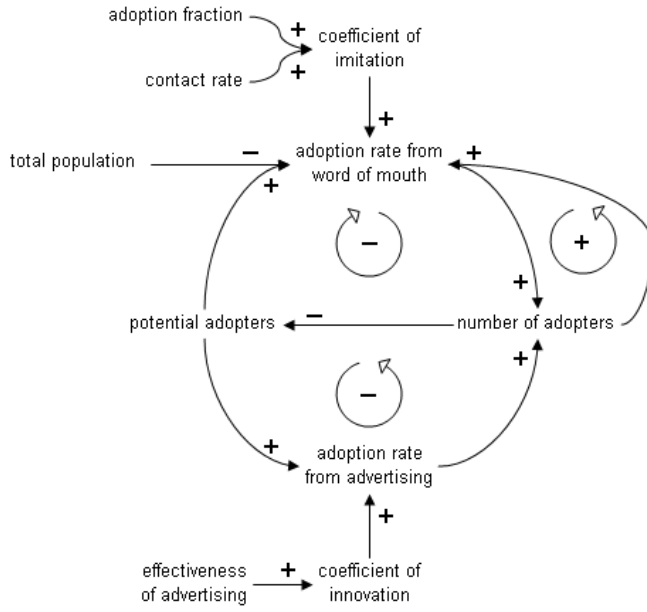 adoption fraction
+
coefficient of
imitation
contact rate
+
+
total population
−
adoption rate from
word of mouth
+
+
−
+
+
potential adopters
−
number of adopters
+
−
+
adoption rate
from advertising
+
effectiveness
of advertising
+
coefficient of
innovation